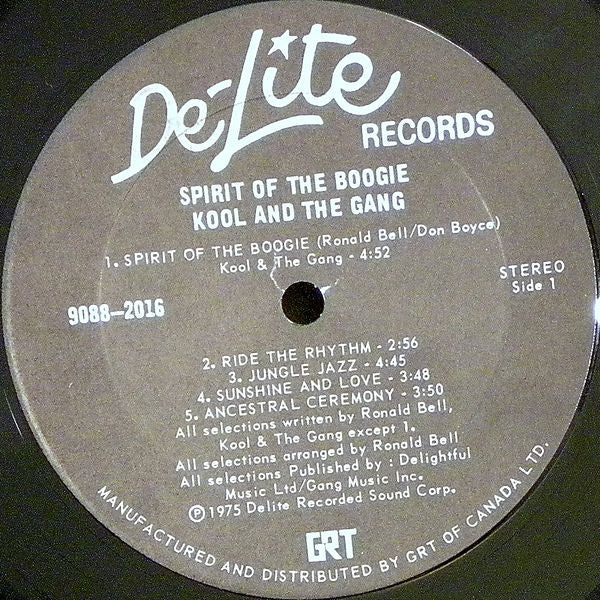 De-Lite
RECORDS
SPIRIT OF THE BOOGIE
KOOL AND THE GANG
1. SPIRIT OF THE BOOGIE (Ronald Bell/Don Boyce)
Kool & The Gang - 4:52
STEREO
Side 1
9088-2016
2. RIDE THE RHYTHM - 2:56
3. JUNGLE JAZZ - 4:45
4. SUNSHINE AND LOVE - 3:48
5. ANCESTRAL CEREMONY - 3:50
All selections written by Ronald Bell,
Kool & The Gang except 1.
All selections arranged by Ronald Bell
All selections Published by : Delightful
Music Ltd/Gang Music Inc.
Ⓟ1975 Delite Recorded Sound Corp.
GRT
MANUFACTURED AND DISTRIBUTED BY GRT OF CANADA LTD.